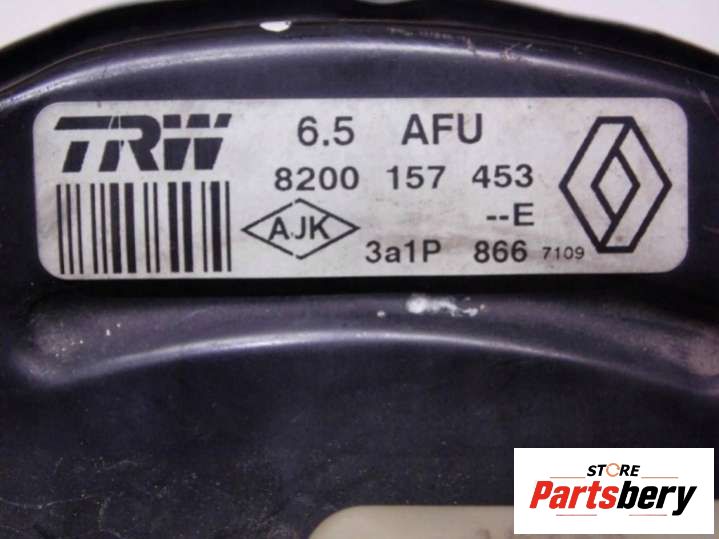 TRW 6.5 AFU
8200 157 453
--E
AJK
3a1P 866 7109
STORE
Partsbery